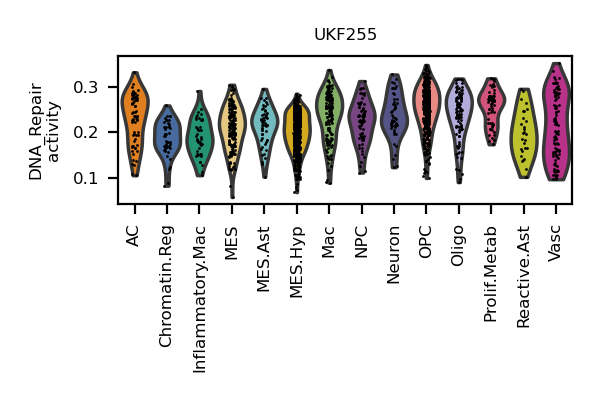 UKF255
DNA_Repair
activity
0.3
0.2
0.1
AC
Chromatin.Reg
Inflammatory.Mac
MES
MES.Ast
MES.Hyp
Mac
NPC
Neuron
OPC
Oligo
Prolif.Metab
Reactive.Ast
Vasc